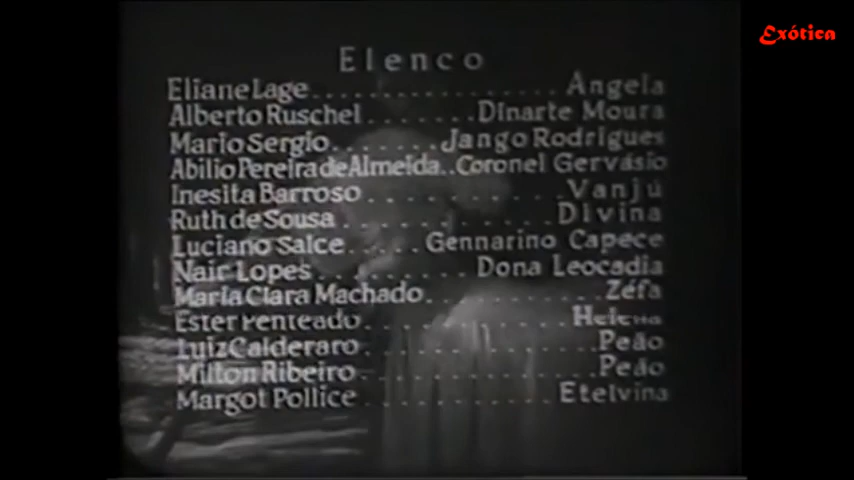 Exótica
Elenco
Eliane Lage................Angela
Alberto Ruschel.......Dinarte Moura
Mario Sergio.......Jango Rodrigues
Abilio Pereira de Almeida..Coronel Gervásio
Inesita Barroso............Vanjú
Ruth de Sousa............Divina
Luciano Salce.....Gennarino Capece
Nair Lopes..........Dona Leocadia
Maria Clara Machado..........Zéfa
Ester Penteado............Helena
Luiz Calderaro............Peão
Milton Ribeiro............Peão
Margot Pollice..........Etelvina